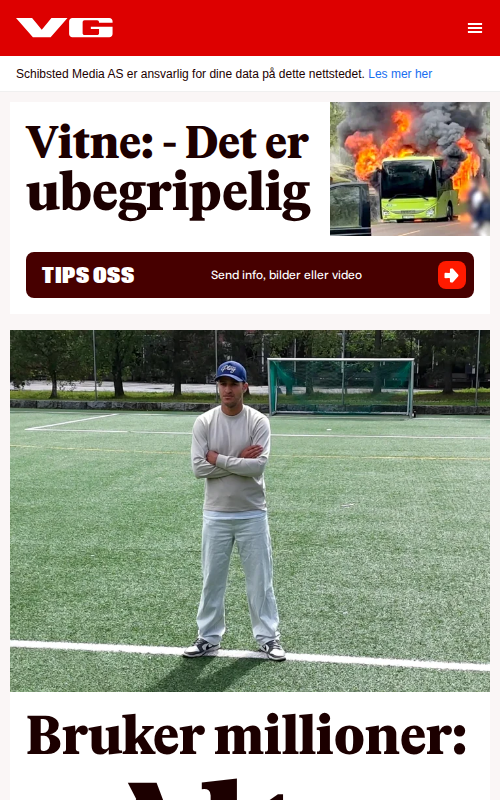 VG
Schibsted Media AS er ansvarlig for dine data på dette nettstedet. Les mer her
Vitne: - Det er
ubegripelig
TIPS OSS
Send info, bilder eller video
Bruker millioner: